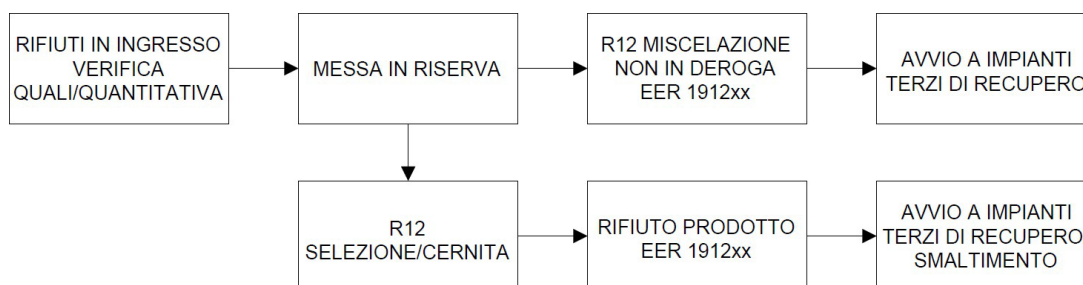 RIFIUTI IN INGRESSO
VERIFICA
QUALI/QUANTITATIVA
MESSA IN RISERVA
R12 MISCELAZIONE
NON IN DEROGA
EER 1912xx
AVVIO A IMPIANTI
TERZI DI RECUPERO
R12
SELEZIONE/CERNITA
RIFIUTO PRODOTTO
EER 1912xx
AVVIO A IMPIANTI
TERZI DI RECUPERO
SMALTIMENTO